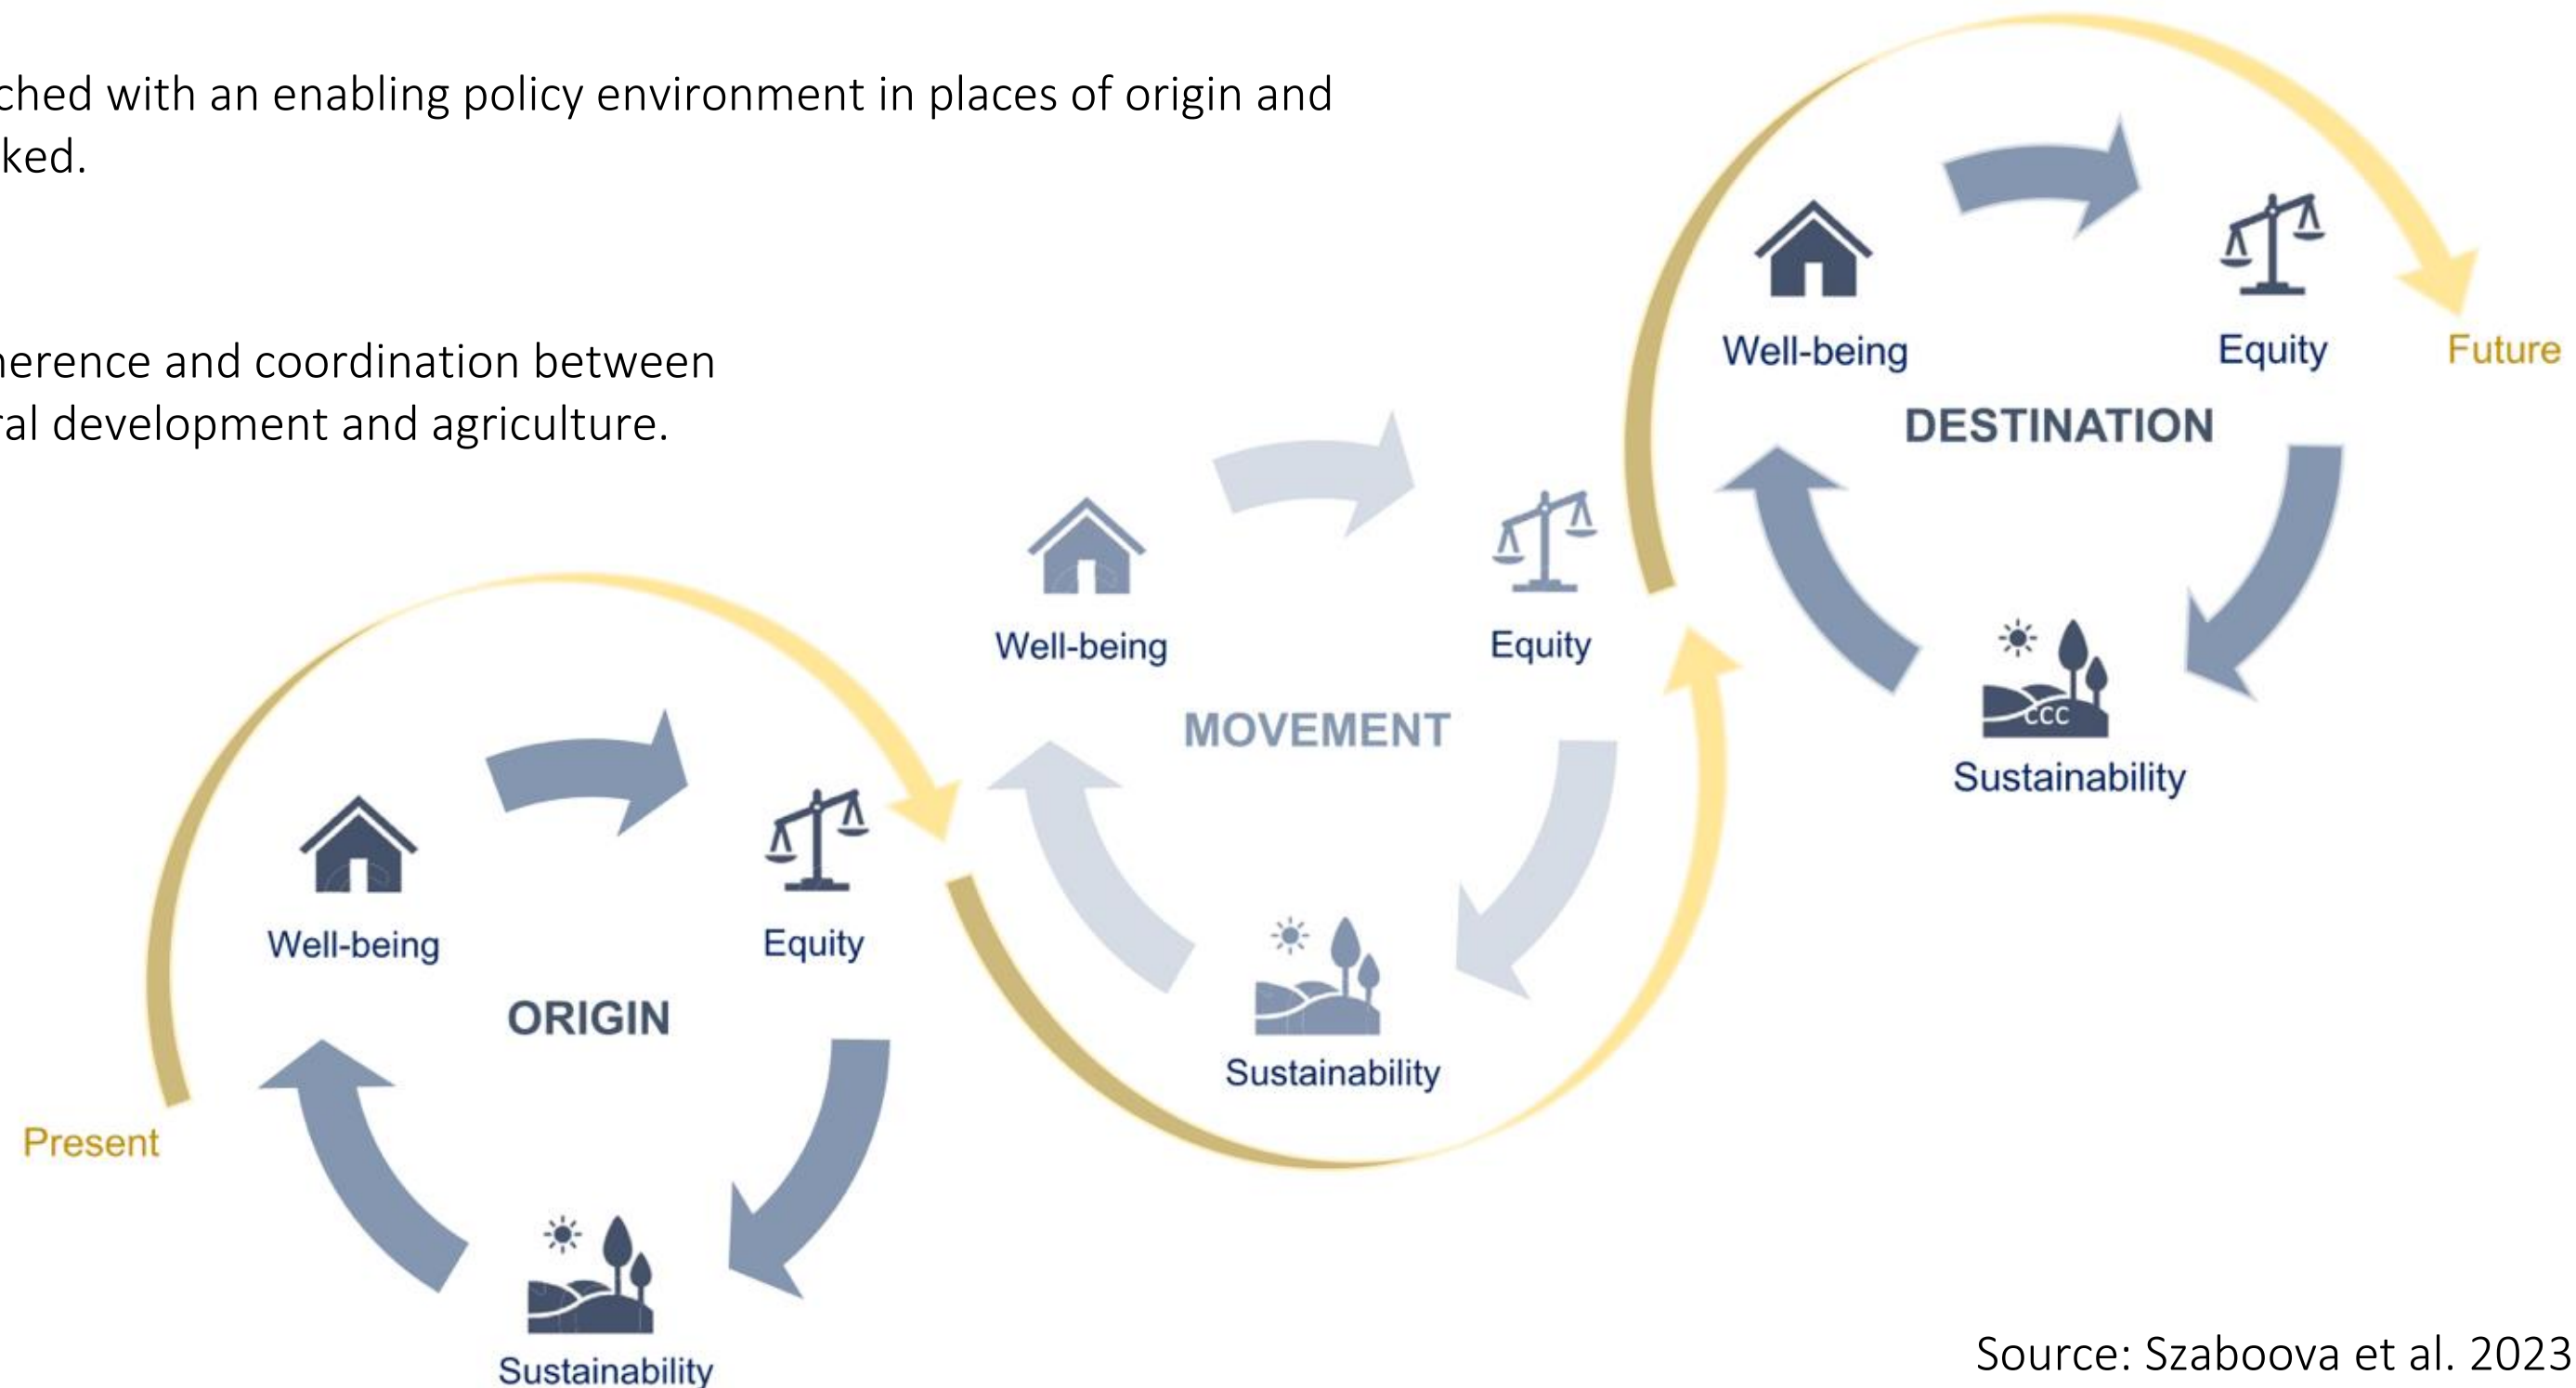 ched with an enabling policy environment in places of origin and
ked.
herence and coordination between
ral development and agriculture.
Well-being
Equity
Future
DESTINATION
Sustainability
ccc
Well-being
Equity
MOVEMENT
Sustainability
Well-being
Equity
ORIGIN
Present
Sustainability
Source: Szaboova et al. 2023